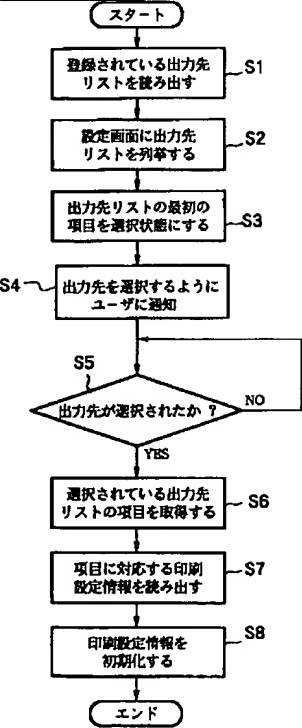 スタート
登録されている出力先
リストを読み出す
S1
設定画面に出力先
リストを列挙する
S2
出力先リストの最初の
項目を選択状態にする
S3
S4
出力先を選択するように
ユーザに通知
S5
出力先が選択されたか ?
NO
YES
選択されている出力先
リストの項目を取得する
S6
項目に対応する印刷
設定情報を読み出す
S7
印刷設定情報を
初期化する
S8
エンド